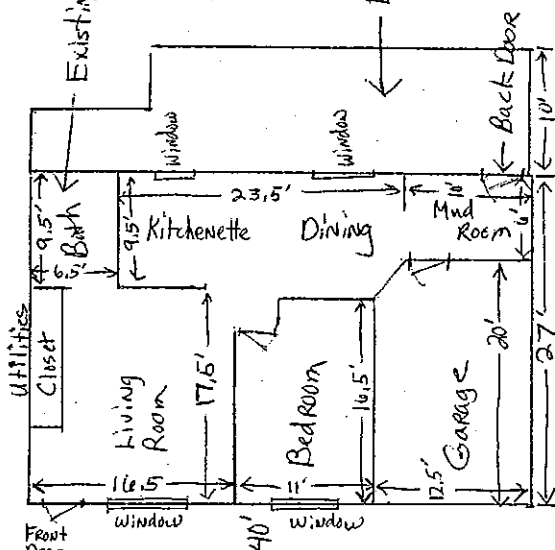 Existin
Back Door
10'
Window
Window
9.5'
Bath
6.5'
9.5'
23.5'
Kitchenette
Dining
10'
Mud
Room
6'
Utilities
Closet
Living
Room
17.5'
Bedroom
16.5'
Garage
20'
27'
16.5
11'
12.5'
Front
Window
40'
Window